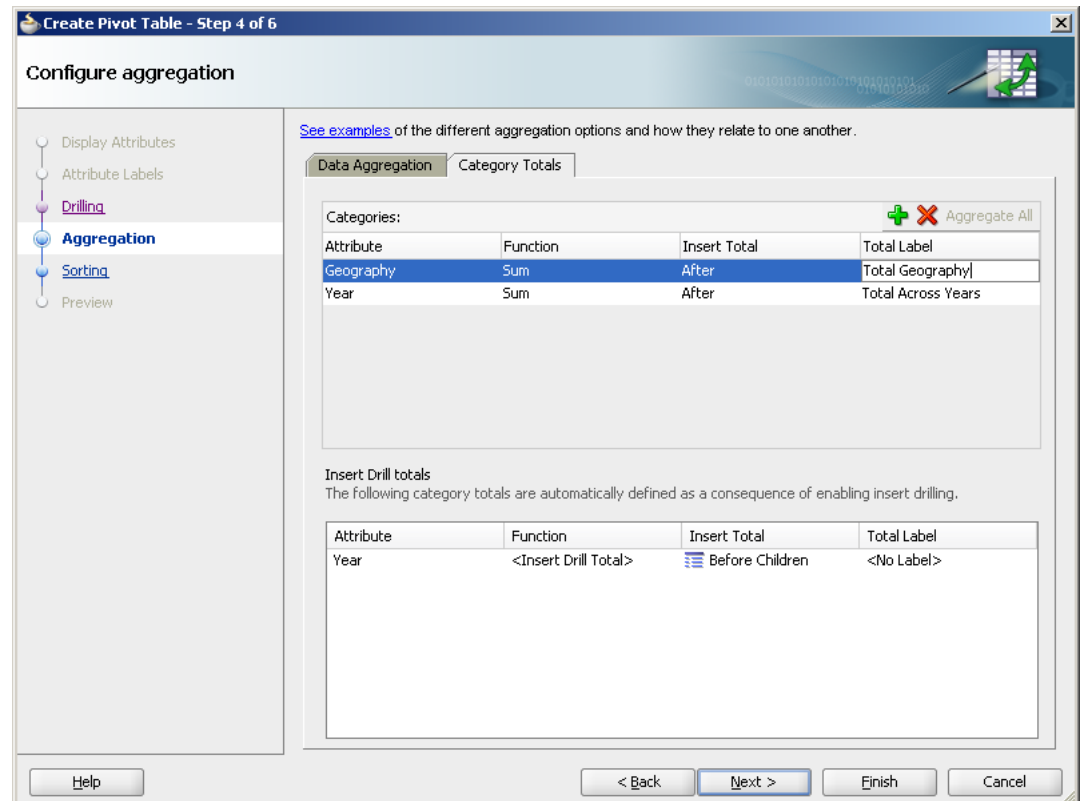 Create Pivot Table - Step 4 of 6
Configure aggregation
See examples of the different aggregation options and how they relate to one another.
Display Attributes
Attribute Labels
Drilling
Aggregation
Sorting
Preview
Data Aggregation Category Totals
Categories: Aggregate All
Attribute Function Insert Total Total Label
Geography Sum After Total Geography
Year Sum After Total Across Years
Insert Drill totals
The following category totals are automatically defined as a consequence of enabling insert drilling.
Attribute Function Insert Total Total Label
Year <Insert Drill Total> Before Children <No Label>
Help < Back Next > Finish Cancel